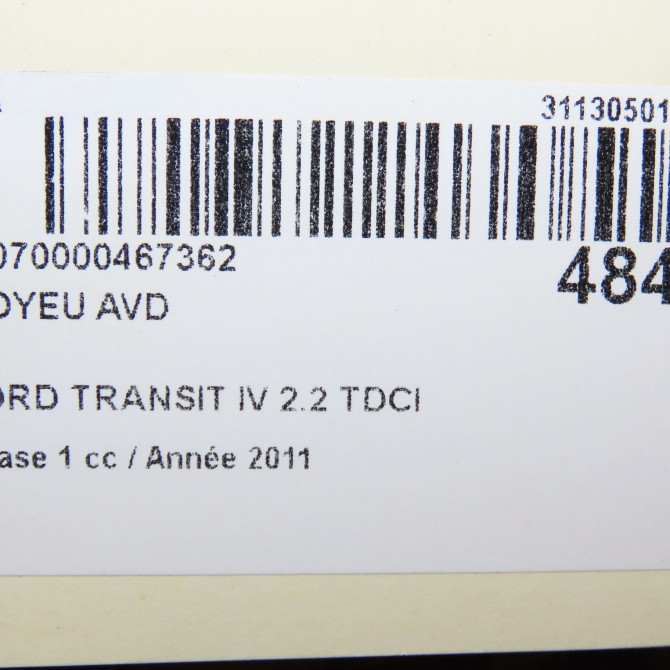 31130501
070000467362
484
OYEU AVD
ORD TRANSIT IV 2.2 TDCI
ase 1 cc / Année 2011